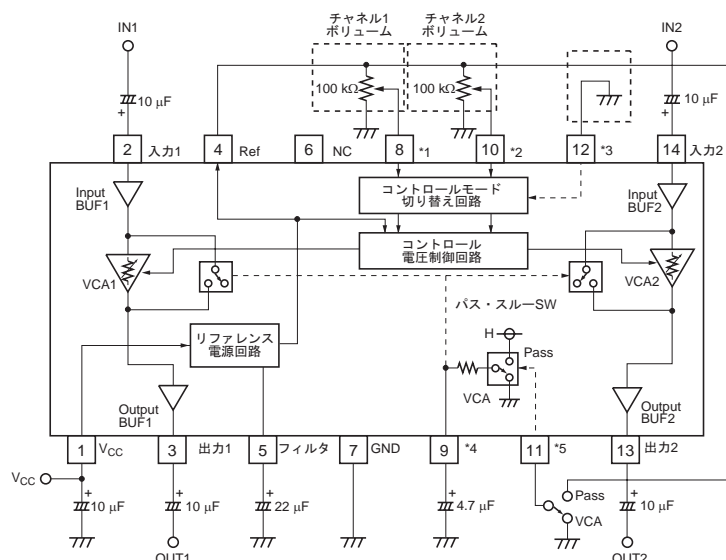 IN1
チャネル1
ボリューム
チャネル2
ボリューム
IN2
10 μF
+
100 kΩ
100 kΩ
10 μF
+
2
入力1
4
Ref
6
NC
8
*1
10
*2
12
*3
14
入力2
Input
BUF1
コントロールモード
切り替え回路
Input
BUF2
コントロール
電圧制御回路
VCA1
VCA2
パス・スルーSW
リファレンス
電源回路
H
Pass
VCA
Output
BUF1
Output
BUF2
1
VCC
3
出力1
5
フィルタ
7
GND
9
*4
11
*5
13
出力2
VCC
+
10 μF
+
10 μF
+
22 μF
+
4.7 μF
Pass
VCA
+
10 μF
OUT1
OUT2